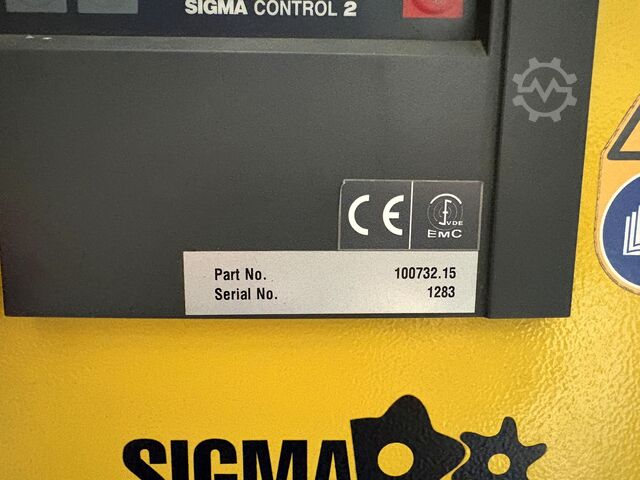 SIGMA CONTROL 2
CE
VDE
EMC
Part No. 100732.15
Serial No. 1283
SIGMA